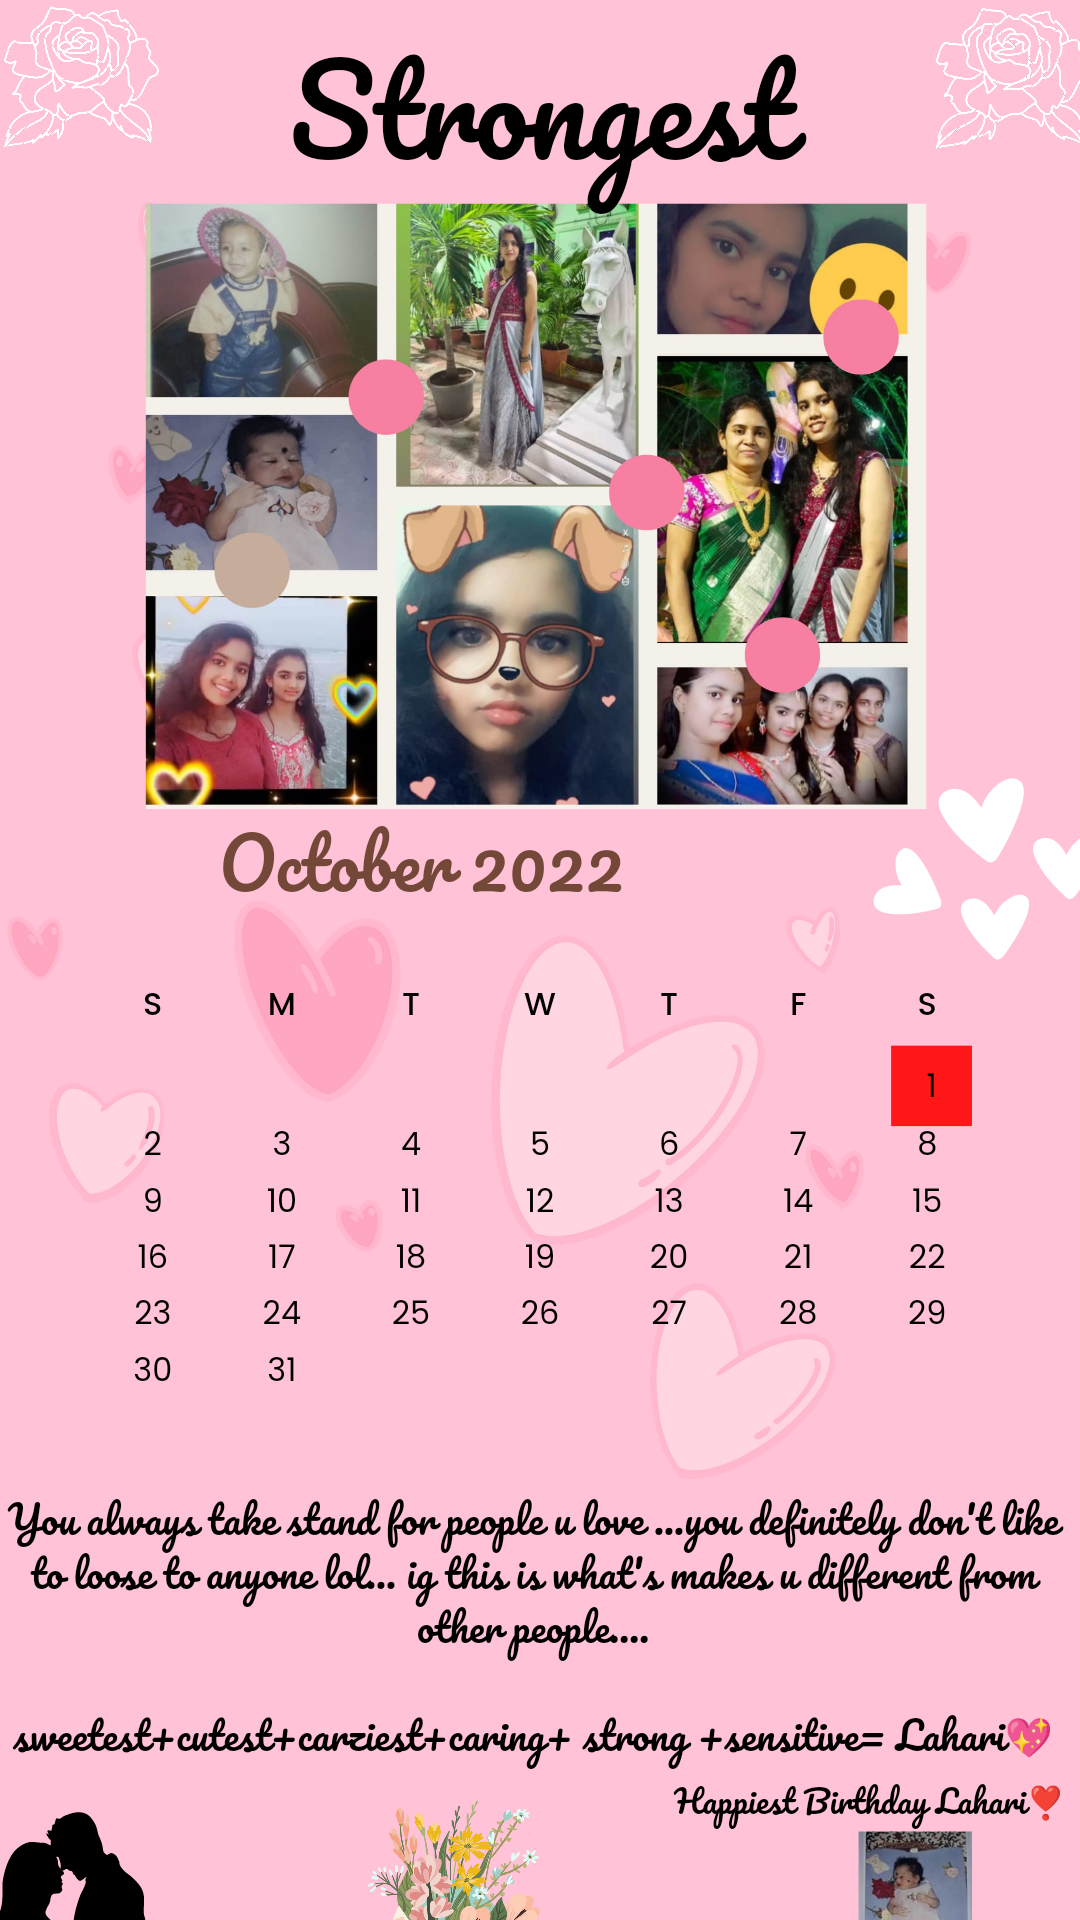 Strongest
October 2022
S M T W T F S
1
2 3 4 5 6 7 8
9 10 11 12 13 14 15
16 17 18 19 20 21 22
23 24 25 26 27 28 29
30 31
You always take stand for people u love ...you definitely don't like
to loose to anyone lol... ig this is what's makes u different from
other people....
sweetest+cutest+carziest+caring+ strong +sensitive= Lahari💖
Happiest Birthday Lahari❣️